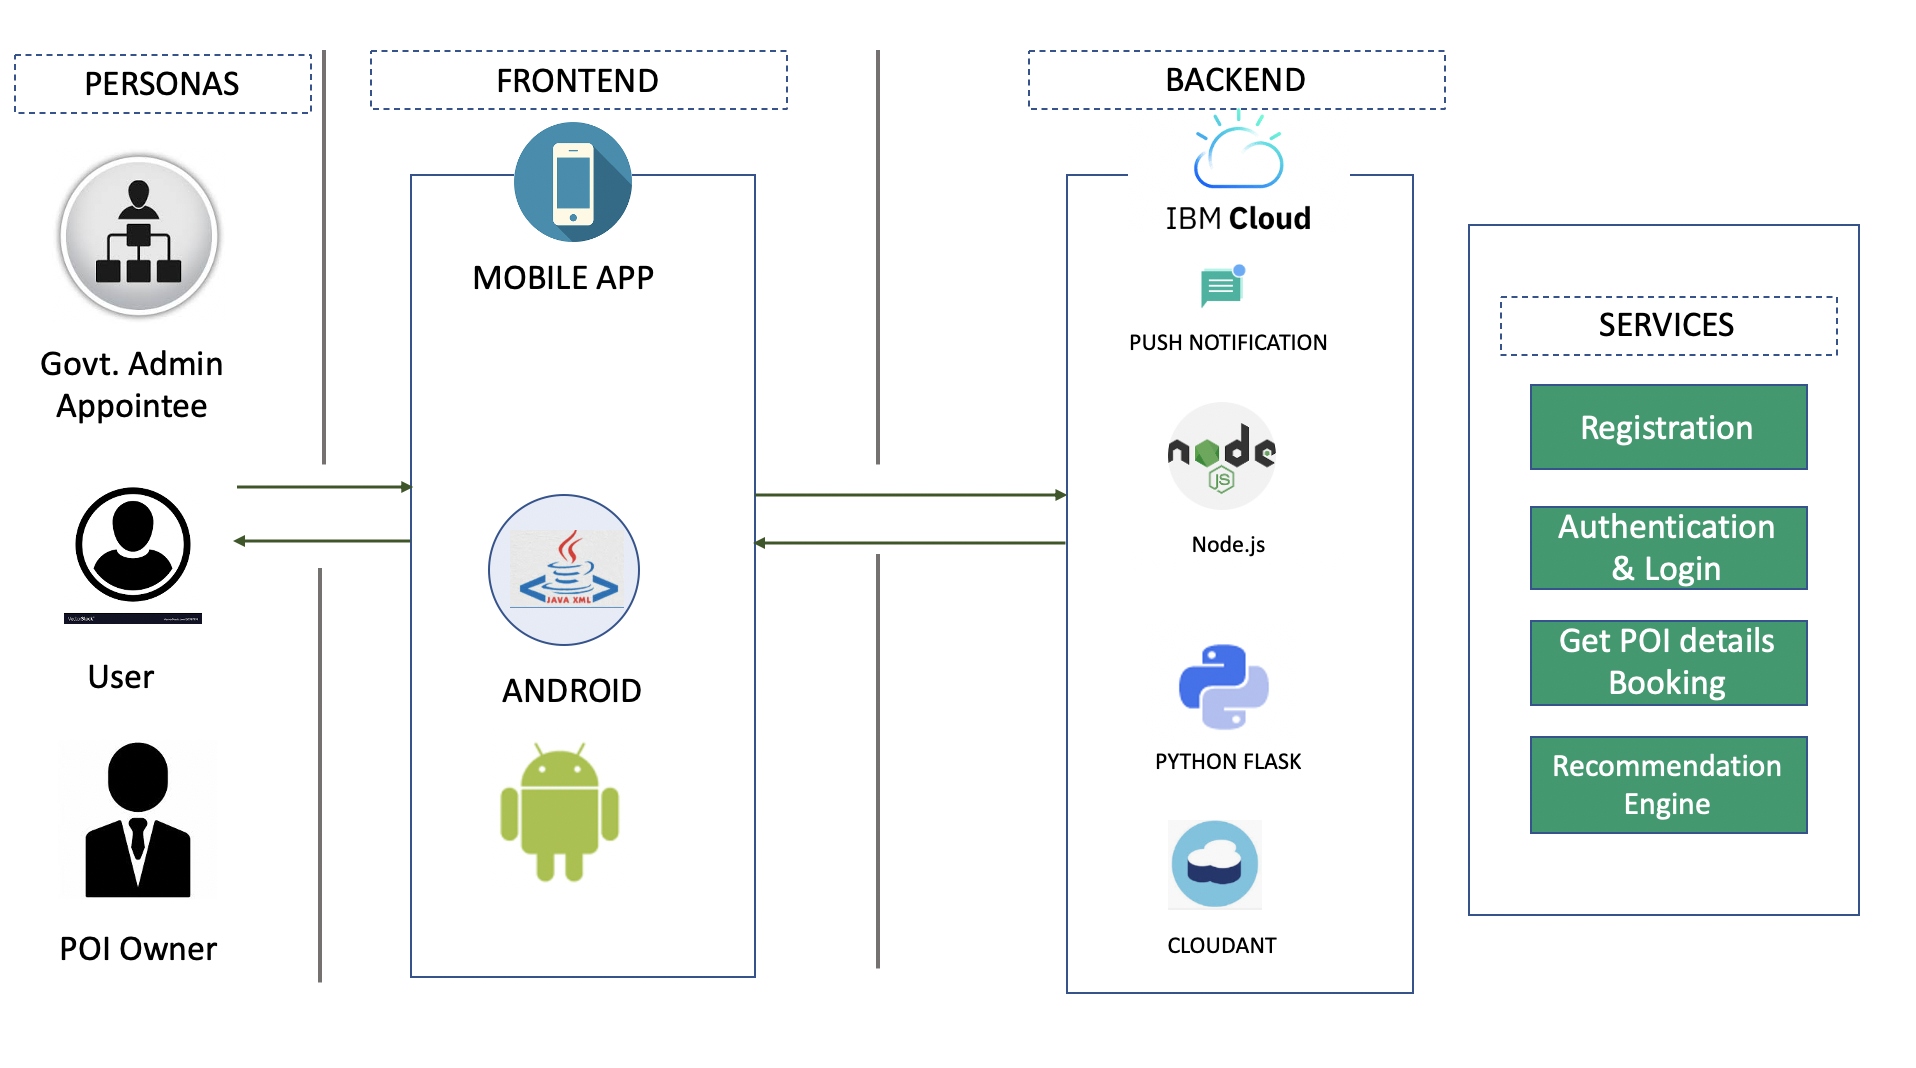 PERSONAS
Govt. Admin
Appointee
User
POI Owner
FRONTEND
MOBILE APP
JAVA XML
ANDROID
BACKEND
IBM Cloud
PUSH NOTIFICATION
node
JS
Node.js
PYTHON FLASK
CLOUDANT
SERVICES
Registration
Authentication
& Login
Get POI details
Booking
Recommendation
Engine